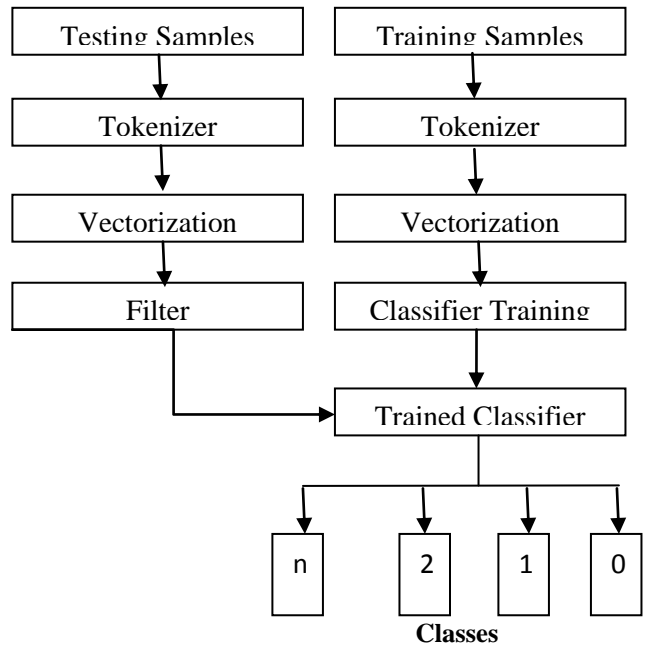 Testing Samples
Training Samples
Tokenizer
Tokenizer
Vectorization
Vectorization
Filter
Classifier Training
Trained Classifier
n
2
1
0
Classes